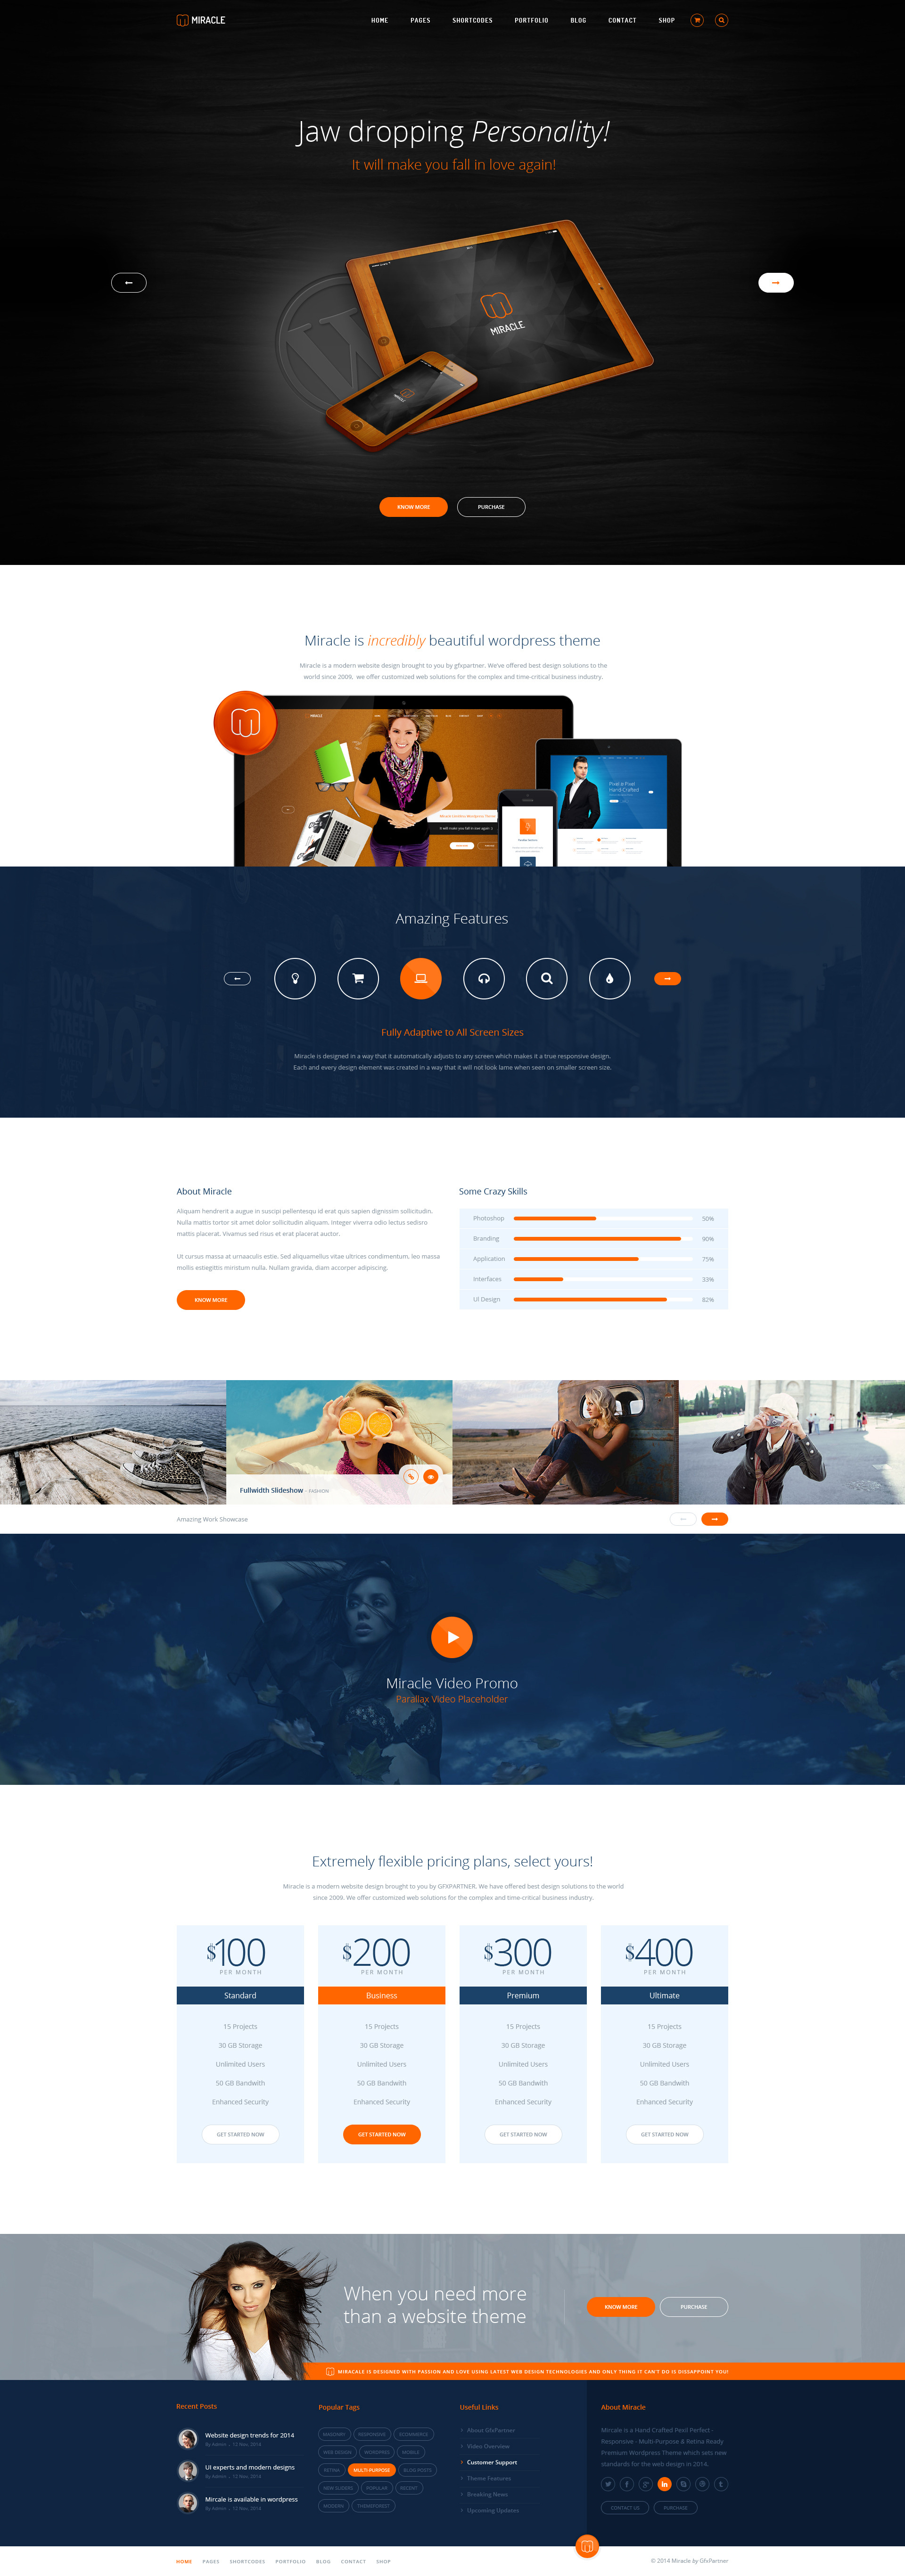 MIRACLE
HOME PAGES SHORTCODES PORTFOLIO BLOG CONTACT SHOP
Jaw dropping Personality!
It will make you fall in love again!
MIRACLE
KNOW MORE
PURCHASE
Miracle is incredibly beautiful wordpress theme
Miracle is a modern website design brought to you by gfxpartner. We've offered best design solutions to the
world since 2009, we offer customized web solutions for the complex and time-critical business industry.
MIRACLE
It will make you fall in love again ;)
Pixel at Pixel
Hand Crafted
Amazing Features
Fully Adaptive to All Screen Sizes
Miracle is designed in a way that it automatically adjusts to any screen which makes it a true responsive design.
Each and every design element was created in a way that it will not look lame when seen on smaller screen size.
About Miracle
Aliquam hendrerit a augue in suscipi pellentesqu id erat quis sapien dignissim sollicitudin.
Nulla mattis tortor sit amet dolor sollicitudin aliquam. Integer viverra odio lectus sedisro
mattis placerat. Vivamus sed risus et erat placerat auctor.
Ut cursus massa at urnaaculis estie. Sed aliquamellus vitae ultrices condimentum, leo massa
mollis estiegittis miristum nulla. Nullam gravida, diam accorper adipiscing.
KNOW MORE
Some Crazy Skills
Photoshop 50%
Branding 90%
Application 75%
Interfaces 33%
UI Design 82%
Fullwidth Slideshow - FASHION
Amazing Work Showcase
Miracle Video Promo
Parallax Video Placeholder
Extremely flexible pricing plans, select yours!
Miracle is a modern website design brought to you by GFXPARTNER. We have offered best design solutions to the world
since 2009. We offer customized web solutions for the complex and time-critical business industry.
$100
PER MONTH
Standard
15 Projects
30 GB Storage
Unlimited Users
50 GB Bandwith
Enhanced Security
GET STARTED NOW
$200
PER MONTH
Business
15 Projects
30 GB Storage
Unlimited Users
50 GB Bandwith
Enhanced Security
GET STARTED NOW
$300
PER MONTH
Premium
15 Projects
30 GB Storage
Unlimited Users
50 GB Bandwith
Enhanced Security
GET STARTED NOW
$400
PER MONTH
Ultimate
15 Projects
30 GB Storage
Unlimited Users
50 GB Bandwith
Enhanced Security
GET STARTED NOW
When you need more
than a website theme
KNOW MORE
PURCHASE
MIRACALE IS DESIGNED WITH PASSION AND LOVE USING LATEST WEB DESIGN TECHNOLOGIES AND ONLY THING IT CAN'T DO IS DISSAPPOINT YOU!
Recent Posts
Website design trends for 2014
By Admin - 12 Nov, 2014
UI experts and modern designs
By Admin - 12 Nov, 2014
Mircale is available in wordpress
By Admin - 12 Nov, 2014
Popular Tags
MASONRY RESPONSIVE ECOMMERCE
WEB DESIGN WORDPRESS MOBILE
RETINA MULTI-PURPOSE BLOG POSTS
NEW SLIDERS POPULAR RECENT
MODERN THEMEFOREST
Useful Links
About GfxPartner
Video Overview
Customer Support
Theme Features
Breaking News
Upcoming Updates
About Miracle
Mircale is a Hand Crafted Pexil Perfect -
Responsive - Multi-Purpose & Retina Ready
Premium Wordpress Theme which sets new
standards for the web design in 2014.
CONTACT US
PURCHASE
HOME PAGES SHORTCODES PORTFOLIO BLOG CONTACT SHOP
© 2014 Miracle by GfxPartner